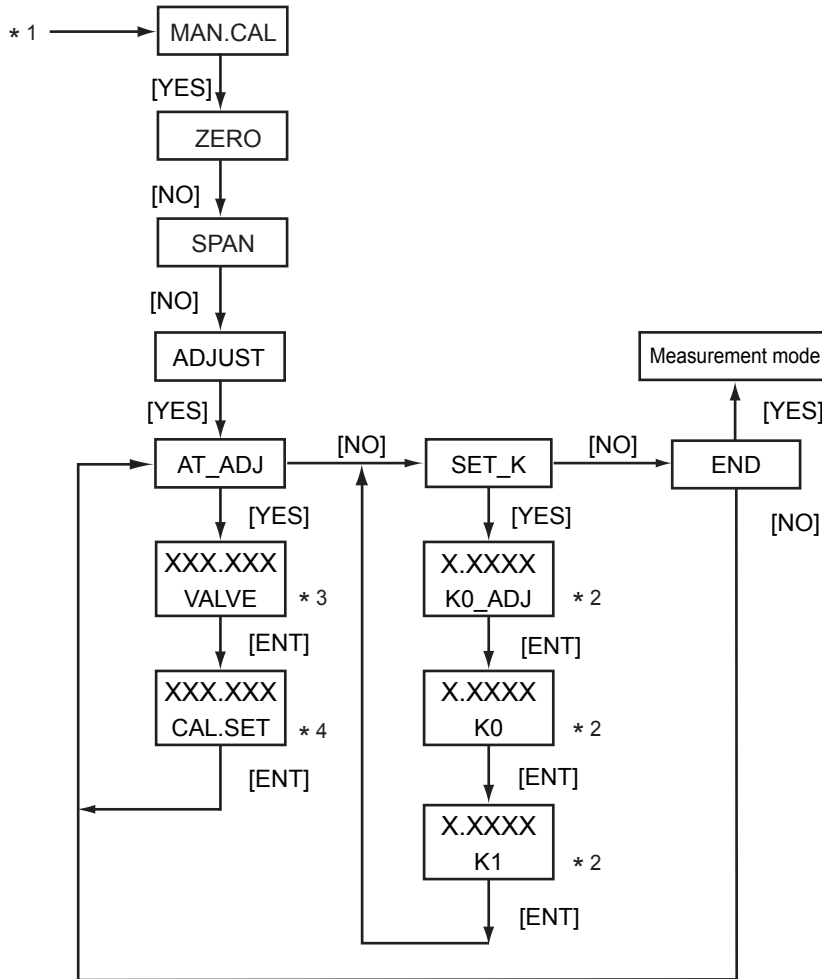 * 1
MAN.CAL
[YES]
ZERO
[NO]
SPAN
[NO]
ADJUST
Measurement mode
[YES]
[YES]
AT_ADJ
[NO]
SET_K
[NO]
END
[YES]
[YES]
[NO]
XXX.XXX
VALVE
* 3
X.XXXX
K0_ADJ
* 2
[ENT]
[ENT]
XXX.XXX
CAL.SET
* 4
X.XXXX
K0
* 2
[ENT]
[ENT]
X.XXXX
K1
* 2
[ENT]